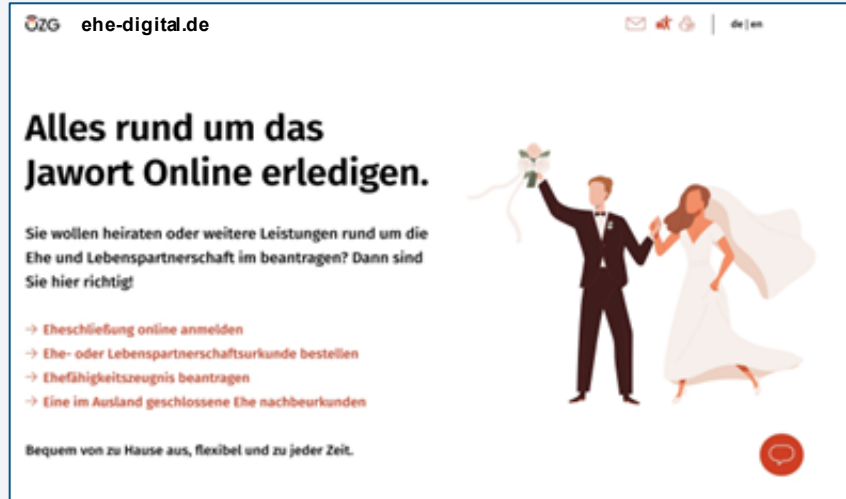 OZG ehe-digital.de
de | en
Alles rund um das
Jawort Online erledigen.
Sie wollen heiraten oder weitere Leistungen rund um die
Ehe und Lebenspartnerschaft im beantragen? Dann sind
Sie hier richtig!
→ Eheschließung online anmelden
→ Ehe- oder Lebenspartnerschaftsurkunde bestellen
→ Ehefähigkeitszeugnis beantragen
→ Eine im Ausland geschlossene Ehe nachbeurkunden
Bequem von zu Hause aus, flexibel und zu jeder Zeit.